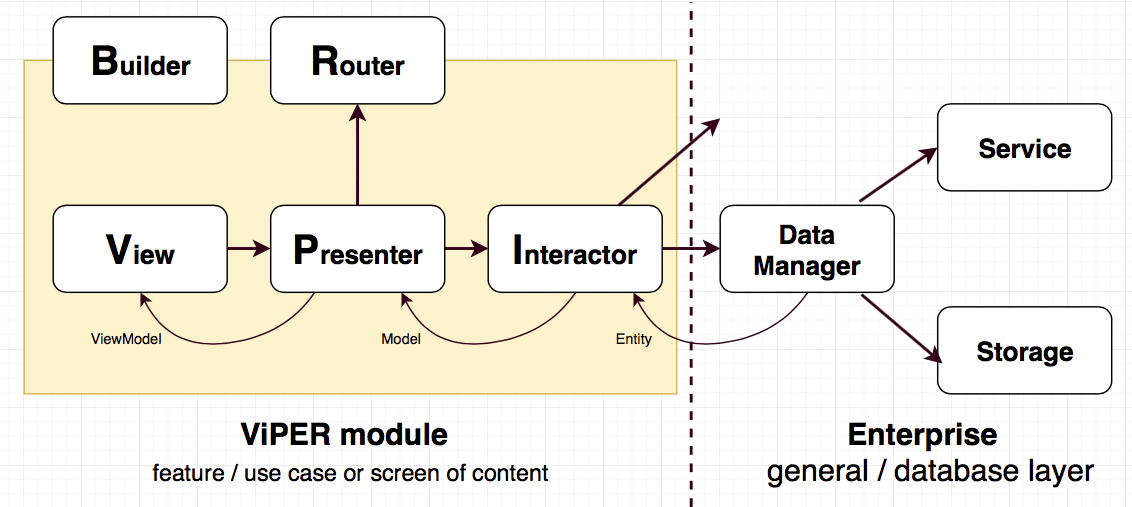 Builder
Router
Service
View
Presenter
Interactor
Data
Manager
ViewModel
Model
Entity
Storage
ViPER module
feature / use case or screen of content
Enterprise
general / database layer